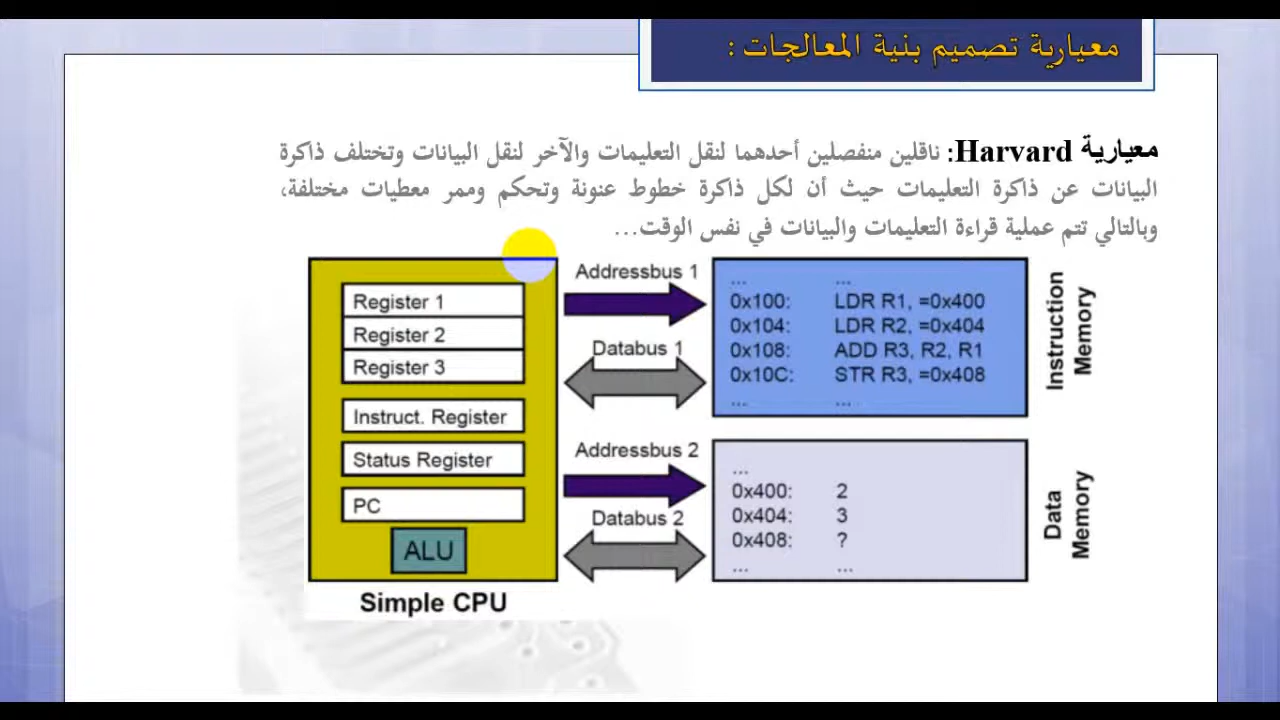 معيارية تصميم بنية المعالجات :
معيارية Harvard: ناقلين منفصلين أحدهما لنقل التعليمات والآخر لنقل البيانات وتختلف ذاكرة
البيانات عن ذاكرة التعليمات حيث أن لكل ذاكرة خطوط عنونة وتحكم وممر معطيات مختلفة،
وبالتالي تتم عملية قراءة التعليمات والبيانات في نفس الوقت...
Register 1
Register 2
Register 3
Instruct. Register
Status Register
PC
ALU
Simple CPU
Addressbus 1
Databus 1
Addressbus 2
Databus 2
... ...
0x100: LDR R1, =0x400
0x104: LDR R2, =0x404
0x108: ADD R3, R2, R1
0x10C: STR R3, =0x408
... ...
Instruction
Memory
...
0x400: 2
0x404: 3
0x408: ?
... ...
Data
Memory